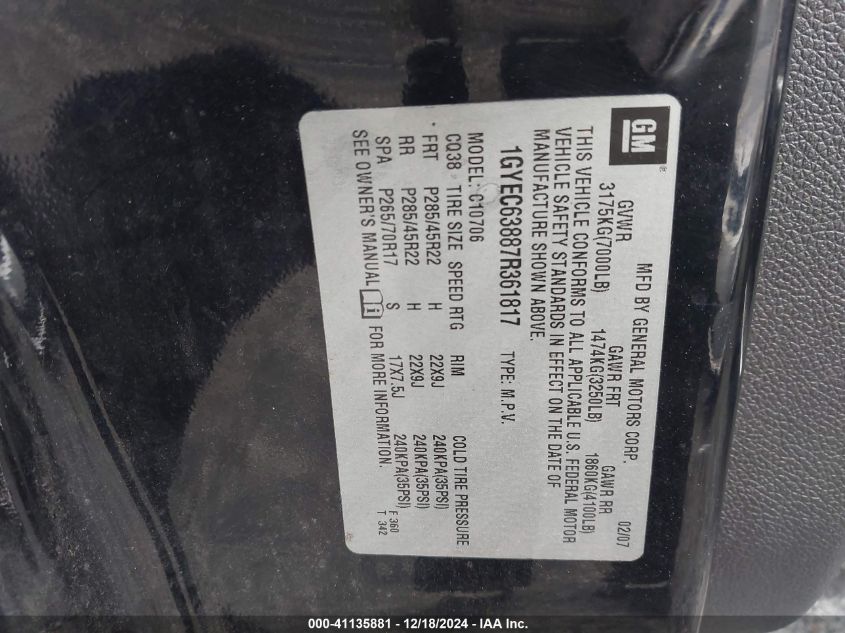 GM
MFD BY GENERAL MOTORS CORP. 02/07
GVWR GAWR FRT GAWR RR
3175KG(7000LB) 1474KG(3250LB) 1860KG(4100LB)
THIS VEHICLE CONFORMS TO ALL APPLICABLE U.S. FEDERAL MOTOR
VEHICLE SAFETY STANDARDS IN EFFECT ON THE DATE OF
MANUFACTURE SHOWN ABOVE.
1GYEC63887R361817 TYPE: M.P.V.
MODEL: C10706
CQ38 TIRE SIZE SPEED RTG RIM COLD TIRE PRESSURE
FRT P285/45R22 H 22X9J 240KPA(35PSI)
RR P285/45R22 H 22X9J 240KPA(35PSI)
SPA P265/70R17 S 17X7.5J 240KPA(35PSI)
SEE OWNER'S MANUAL FOR MORE INFORMATION.
F 360
T 342
000-41135881 - 12/18/2024 - IAA Inc.